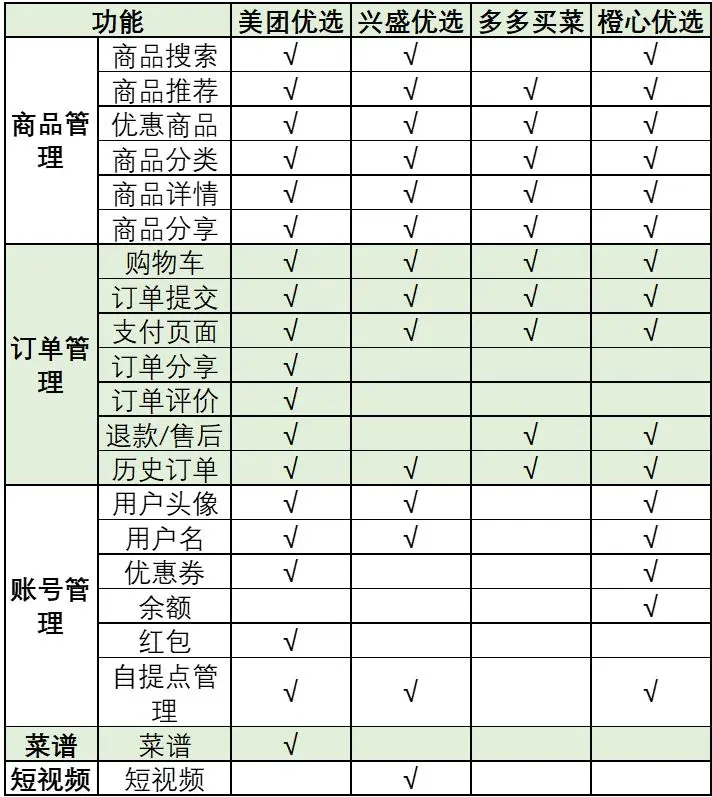 功能 美团优选 兴盛优选 多多买菜 橙心优选
商品管理 商品搜索 √ √ √
商品推荐 √ √ √ √
优惠商品 √ √ √ √
商品分类 √ √ √ √
商品详情 √ √ √ √
商品分享 √ √ √ √
订单管理 购物车 √ √ √ √
订单提交 √ √ √ √
支付页面 √ √ √ √
订单分享 √
订单评价 √
退款/售后 √ √ √
历史订单 √ √ √ √
账号管理 用户头像 √ √ √
用户名 √ √ √
优惠券 √ √
余额 √
红包 √
自提点管理 √ √ √
菜谱 菜谱 √
短视频 短视频 √